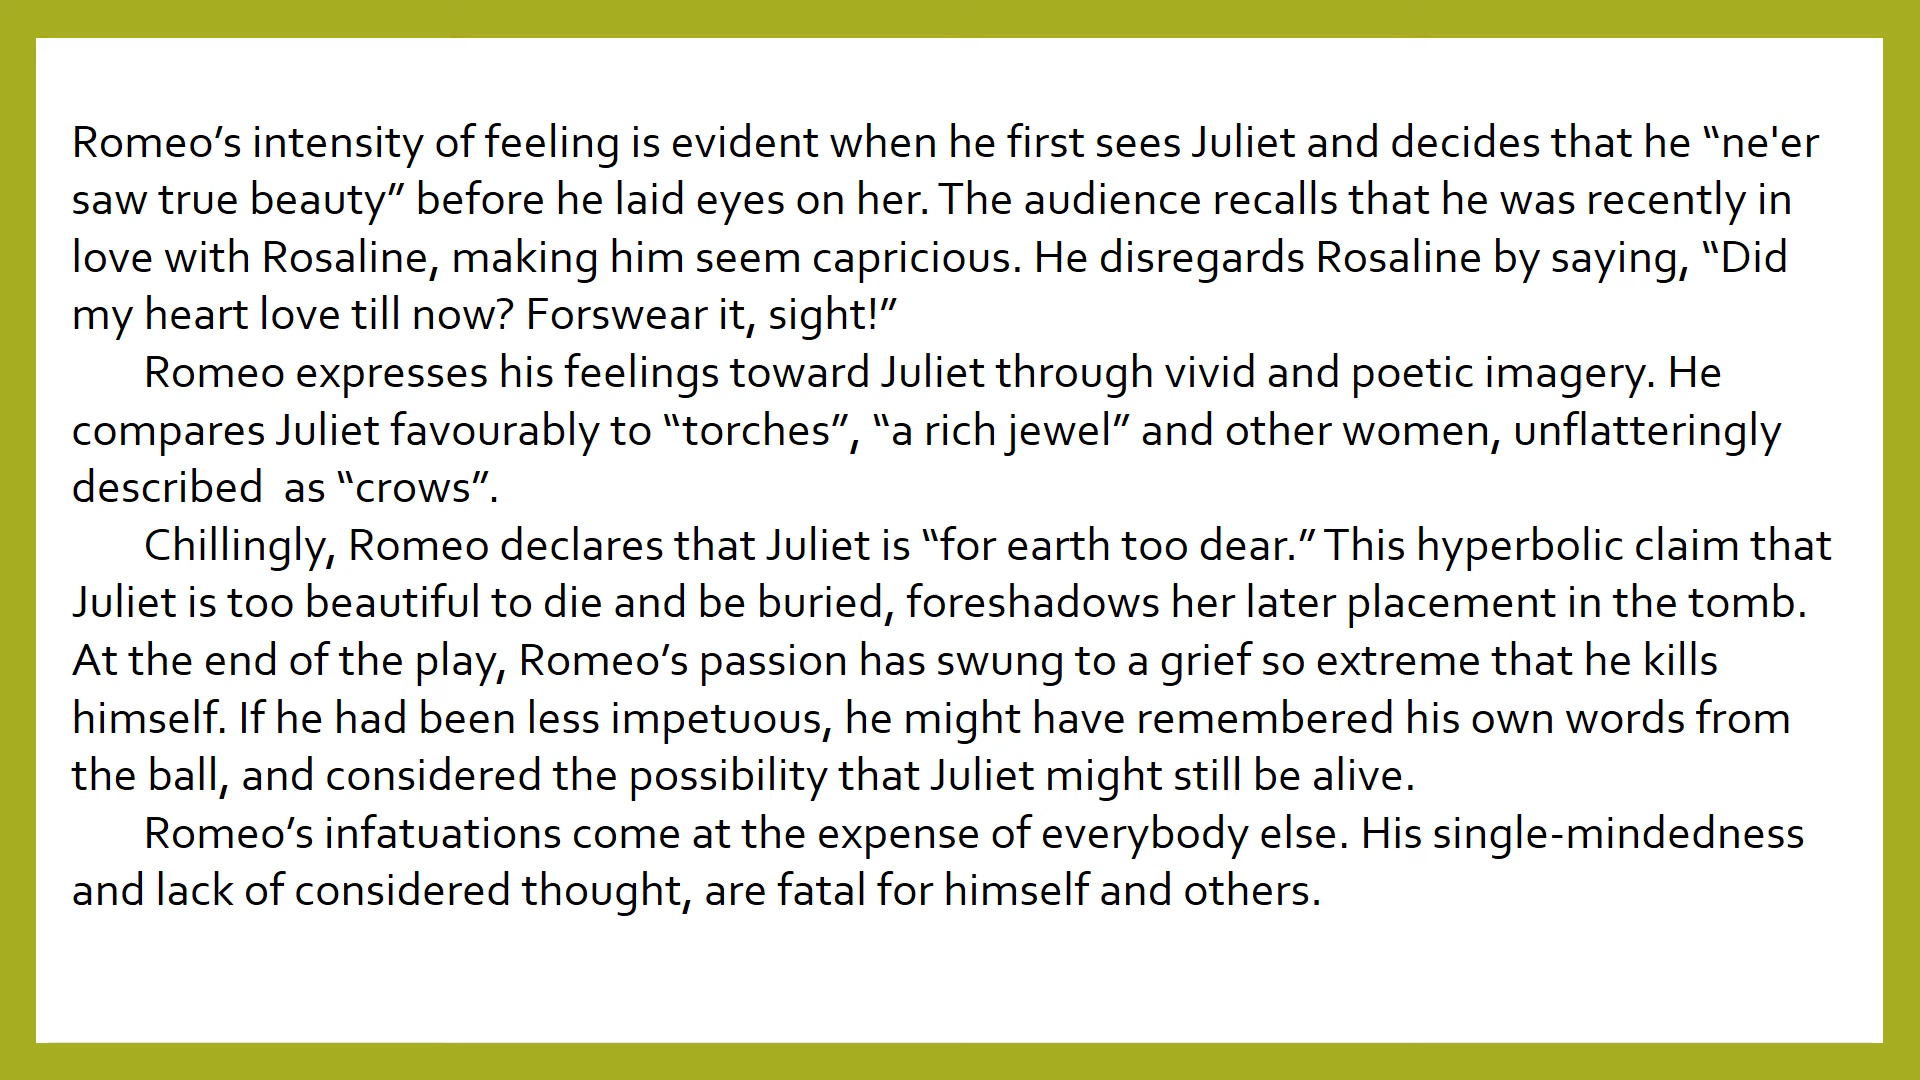 Romeo’s intensity of feeling is evident when he first sees Juliet and decides that he “ne'er
saw true beauty” before he laid eyes on her. The audience recalls that he was recently in
love with Rosaline, making him seem capricious. He disregards Rosaline by saying, “Did
my heart love till now? Forswear it, sight!”
Romeo expresses his feelings toward Juliet through vivid and poetic imagery. He
compares Juliet favourably to “torches”, “a rich jewel” and other women, unflatteringly
described  as “crows”.
Chillingly, Romeo declares that Juliet is “for earth too dear.” This hyperbolic claim that
Juliet is too beautiful to die and be buried, foreshadows her later placement in the tomb.
At the end of the play, Romeo’s passion has swung to a grief so extreme that he kills
himself. If he had been less impetuous, he might have remembered his own words from
the ball, and considered the possibility that Juliet might still be alive.
Romeo’s infatuations come at the expense of everybody else. His single-mindedness
and lack of considered thought, are fatal for himself and others.